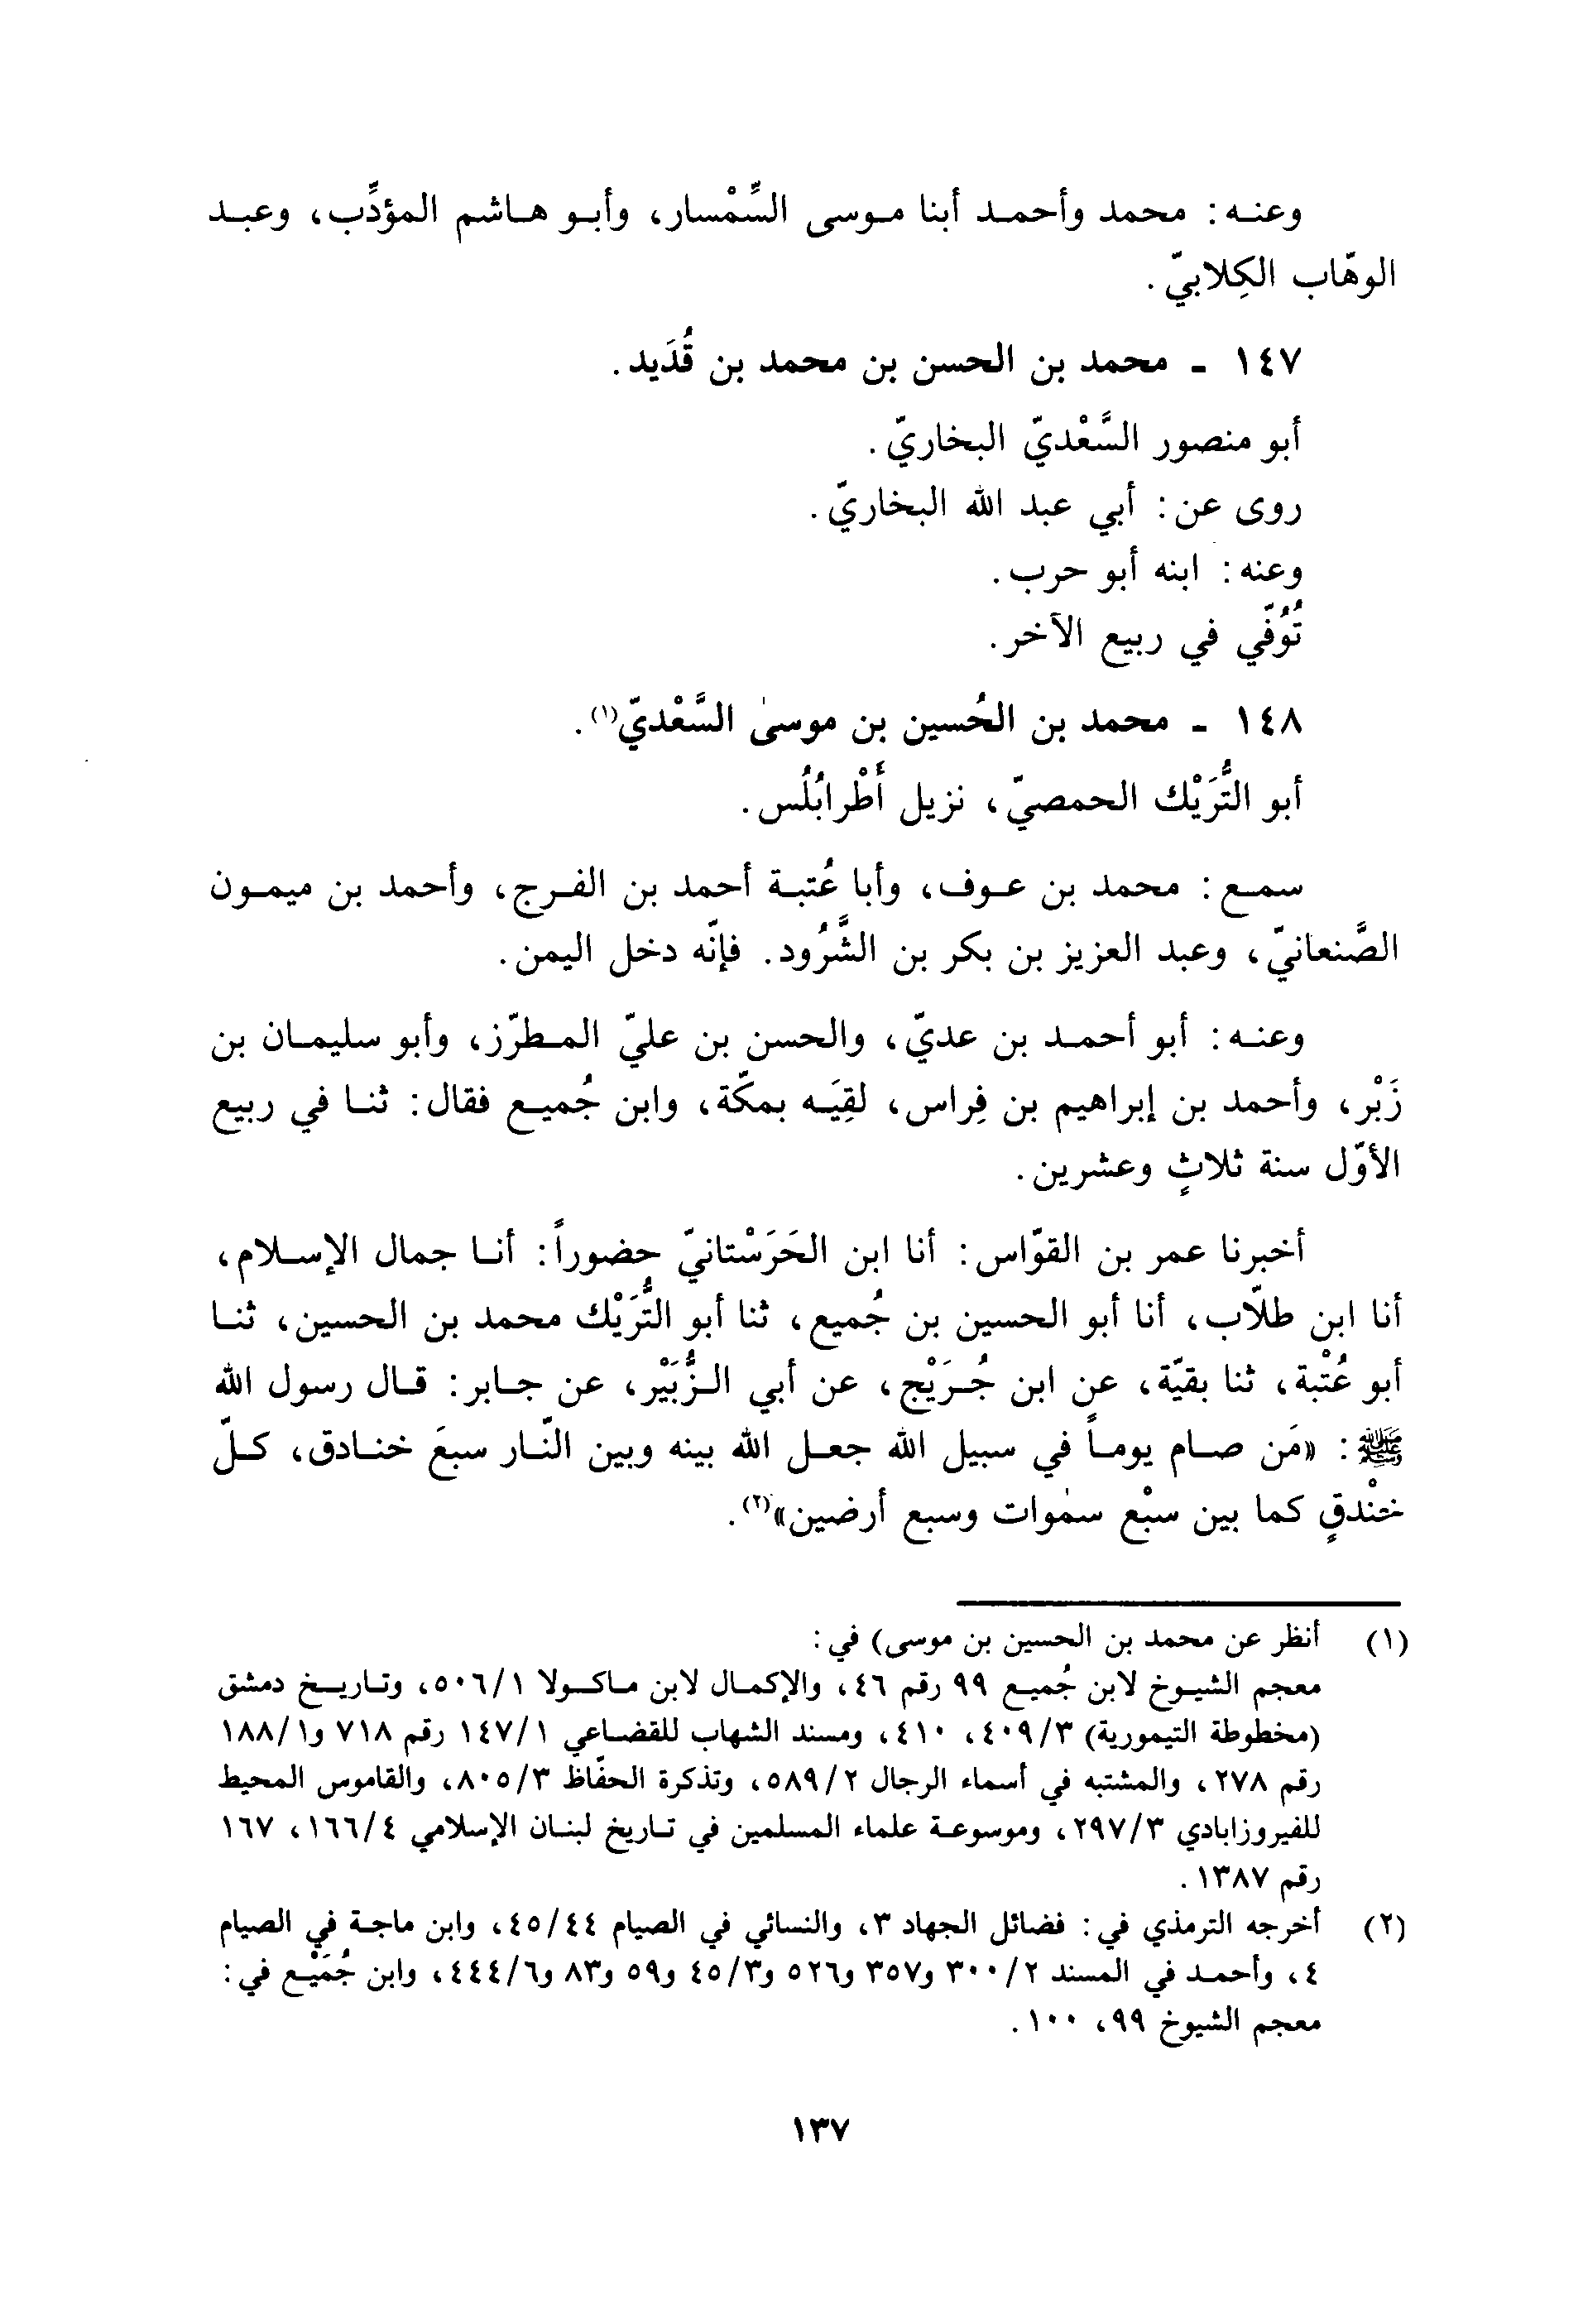 وعنه: محمد وأحمد أبنا موسى السِّمْسار، وأبو هاشم المؤدِّب، وعبد
الوهّاب الكِلابيّ.
١٤٧ - محمد بن الحسن بن محمد بن قُدَيد.
أبو منصور السَّعْديّ البخاريّ.
روى عن: أبي عبد الله البخاريّ.
وعنه: ابنه أبو حرب.
تُوُفّي في ربيع الآخر.
١٤٨ - محمد بن الحُسين بن موسىٰ السَّعْديّ(١).
أبو التُّرَيْك الحمصيّ، نزيل أَطْرابُلُس.
سمع: محمد بن عوف، وأبا عُتبة أحمد بن الفرج، وأحمد بن ميمون
الصَّنعانيّ، وعبد العزيز بن بكر بن الشَّرُود. فإنّه دخل اليمن.
وعنه: أبو أحمد بن عديّ، والحسن بن عليّ المطرّز، وأبو سليمان بن
زَبْر، وأحمد بن إبراهيم بن فِراس، لقِيَه بمكّة، وابن جُميع فقال: ثنا في ربيع
الأوّل سنة ثلاثٍ وعشرين.
أخبرنا عمر بن القوّاس: أنا ابن الحَرَسْتانيّ حضوراً: أنا جمال الإسلام،
أنا ابن طلّاب، أنا أبو الحسين بن جُميع، ثنا أبو التُّرَيْك محمد بن الحسين، ثنا
أبو عُتْبة، ثنا بقيّة، عن ابن جُرَيْج، عن أبي الزُّبَيْر، عن جابر: قال رسول الله
ﷺ: «مَن صام يوماً في سبيل الله جعل الله بينه وبين النّار سبعَ خنادق، كلّ
خنْدقٍ كما بين سبْع سمٰوات وسبع أرضين»(٢).
(١) أنظر عن محمد بن الحسين بن موسى) في:
معجم الشيوخ لابن جُميع ٩٩ رقم ٤٦، والإكمال لابن ماكولا ٥٠٦/١، وتاريخ دمشق
(مخطوطة التيمورية) ٤٠٩/٣، ٤١٠، ومسند الشهاب للقضاعي ١٤٧/١ رقم ٧١٨ و١٨٨/١
رقم ٢٧٨، والمشتبه في أسماء الرجال ٥٨٩/٢، وتذكرة الحفّاظ ٨٠٥/٣، والقاموس المحيط
للفيروزابادي ٢٩٧/٣، وموسوعة علماء المسلمين في تاريخ لبنان الإسلامي ١٦٦/٤، ١٦٧
رقم ١٣٨٧.
(٢) أخرجه الترمذي في: فضائل الجهاد ٣، والنسائي في الصيام ٤٥/٤٤، وابن ماجة في الصيام
٤، وأحمد في المسند ٣٠٠/٢ و٣٥٧ و٥٢٦ و٤٥/٣ و٥٩ و٨٣ و٤٤٤/٦، وابن جُمَيْع في:
معجم الشيوخ ٩٩، ١٠٠.
١٣٧